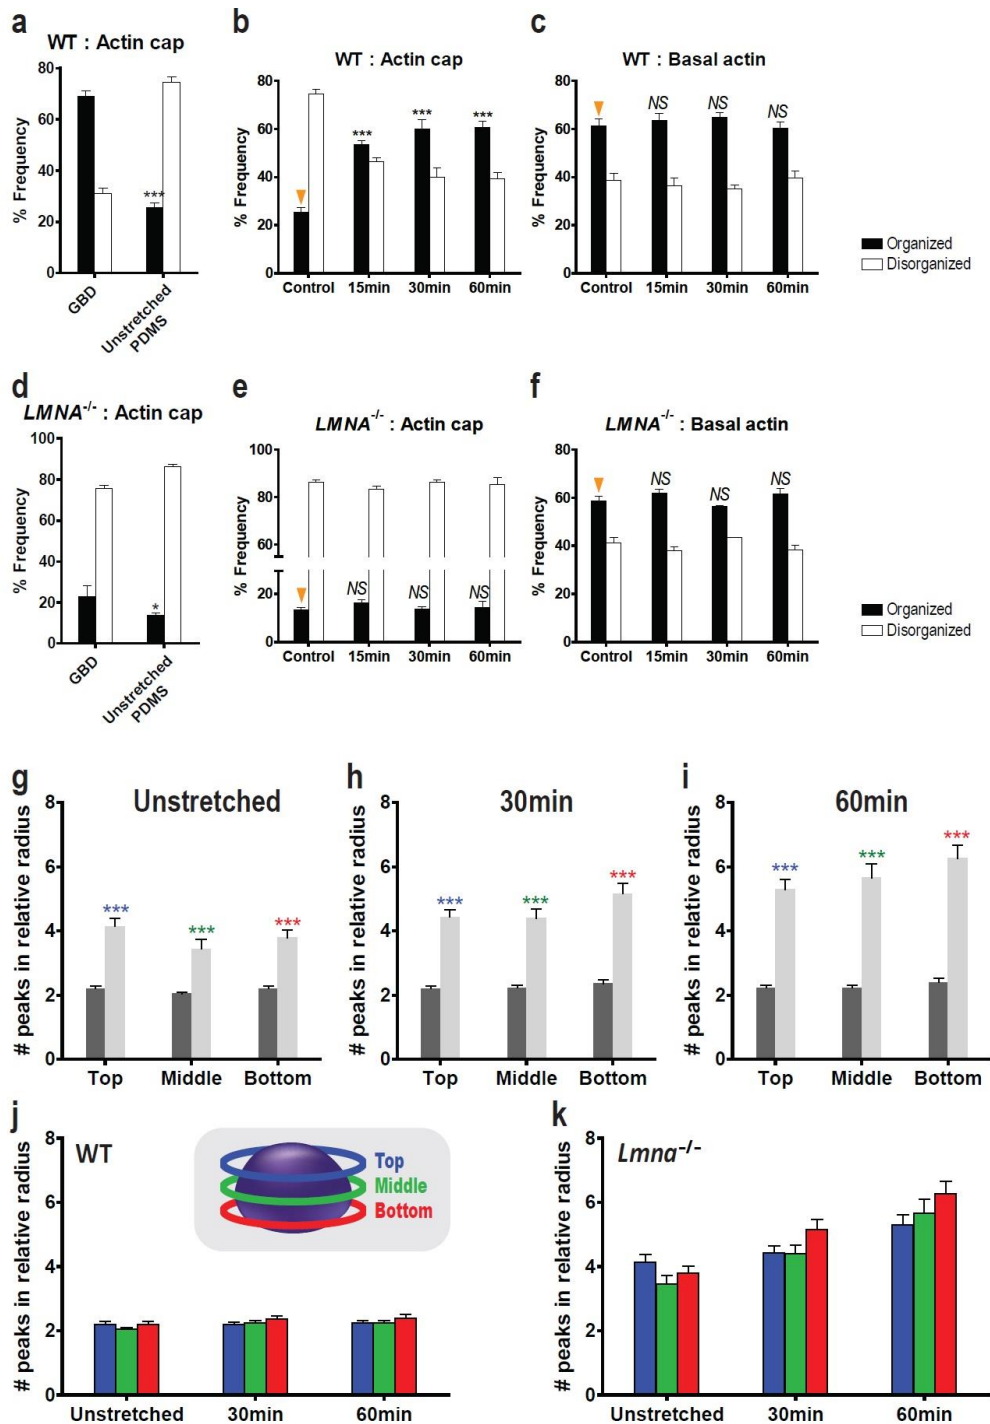 a
WT : Actin cap
% Frequency
80
60
40
20
0
***
GBD
Unstretched
PDMS
b
WT : Actin cap
% Frequency
80
60
40
20
0
***
***
***
Control 15min 30min 60min
c
WT : Basal actin
% Frequency
80
60
40
20
0
NS NS NS
Control 15min 30min 60min
Organized
Disorganized
d
LMNA-/- : Actin cap
% Frequency
100
80
60
40
20
0
*
GBD
Unstretched
PDMS
e
LMNA-/- : Actin cap
% Frequency
100
80
60
20
0
NS NS NS
Control 15min 30min 60min
f
LMNA-/- : Basal actin
% Frequency
80
60
40
20
0
NS NS NS
Control 15min 30min 60min
Organized
Disorganized
g
Unstretched
# peaks in relative radius
8
6
4
2
0
*** *** ***
Top Middle Bottom
h
30min
# peaks in relative radius
8
6
4
2
0
*** *** ***
Top Middle Bottom
i
60min
# peaks in relative radius
8
6
4
2
0
*** *** ***
Top Middle Bottom
j
WT
# peaks in relative radius
8
6
4
2
0
Top
Middle
Bottom
Unstretched 30min 60min
k
Lmna-/-
# peaks in relative radius
8
6
4
2
0
Unstretched 30min 60min